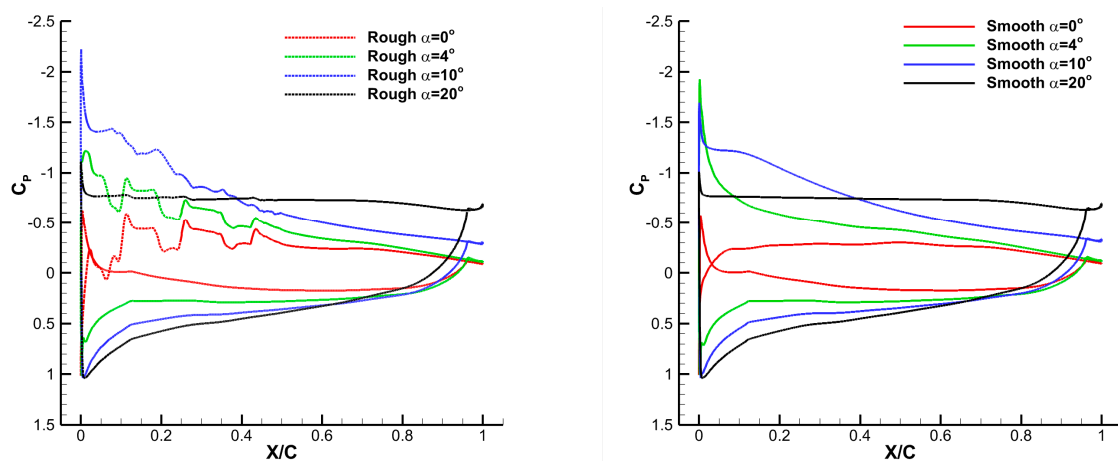 -2.5
-2
-1.5
-1
-0.5
0
0.5
1
1.5
C_P
0 0.2 0.4 0.6 0.8 1
X/C
Rough α=0°
Rough α=4°
Rough α=10°
Rough α=20°
-2.5
-2
-1.5
-1
-0.5
0
0.5
1
1.5
C_P
0 0.2 0.4 0.6 0.8 1
X/C
Smooth α=0°
Smooth α=4°
Smooth α=10°
Smooth α=20°